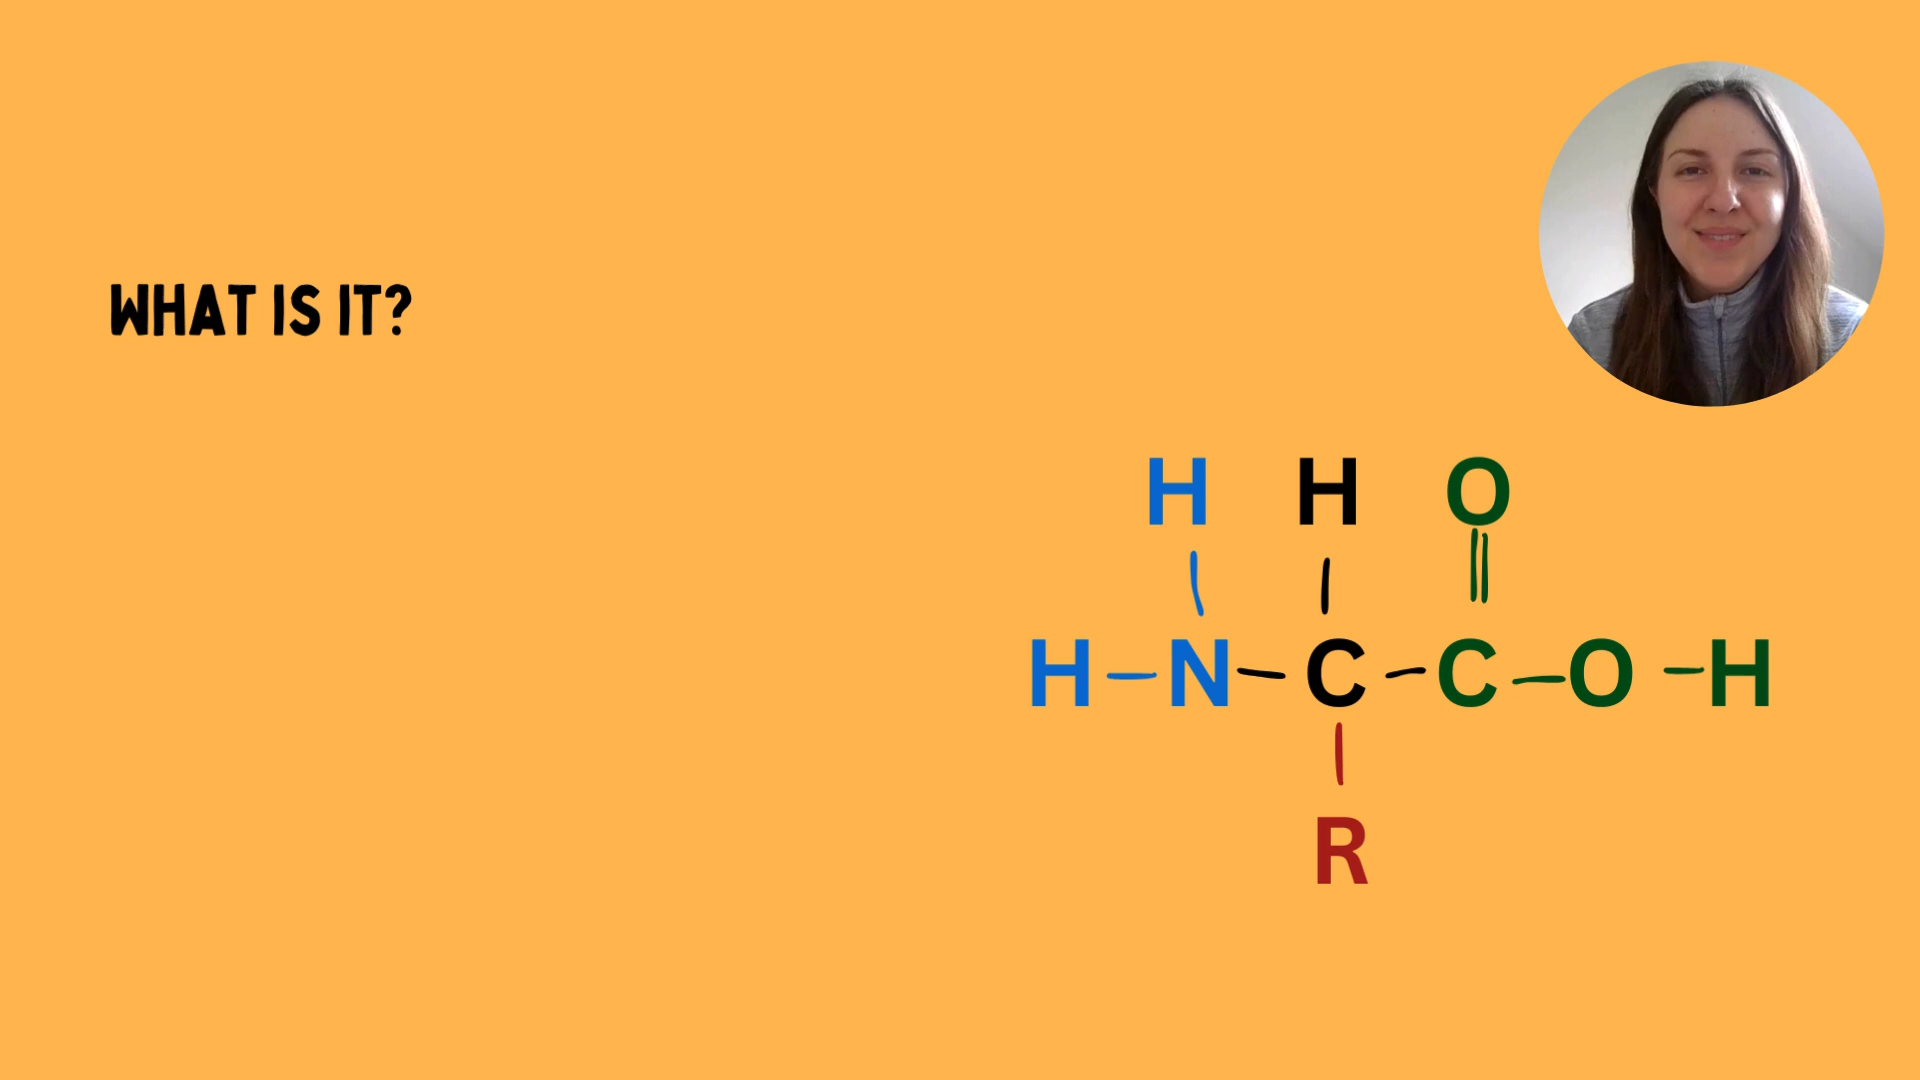 WHAT IS IT?
H H O
H-N-C-C-O-H
R